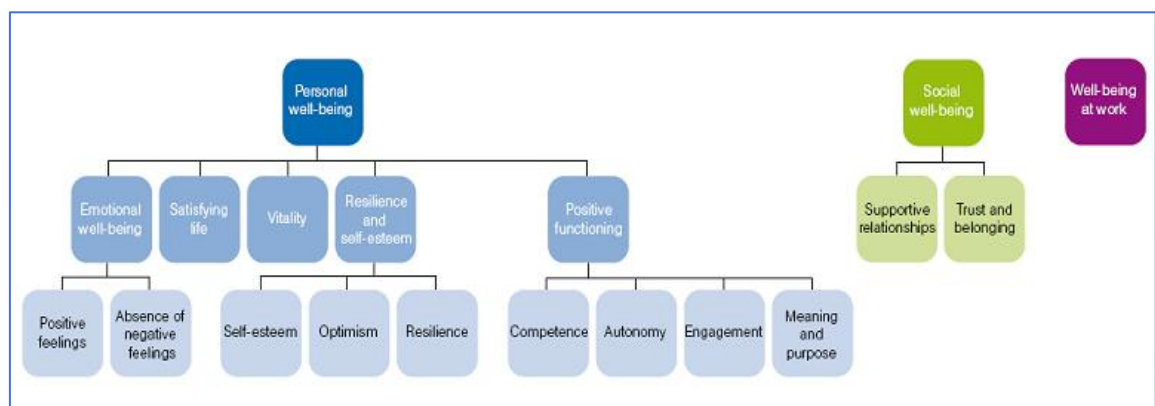 Personal
well-being
Social
well-being
Well-being
at work
Emotional
well-being
Satisfying
life
Vitality
Resilience
and
self-esteem
Positive
functioning
Supportive
relationships
Trust and
belonging
Positive
feelings
Absence of
negative
feelings
Self-esteem
Optimism
Resilience
Competence
Autonomy
Engagement
Meaning
and
purpose